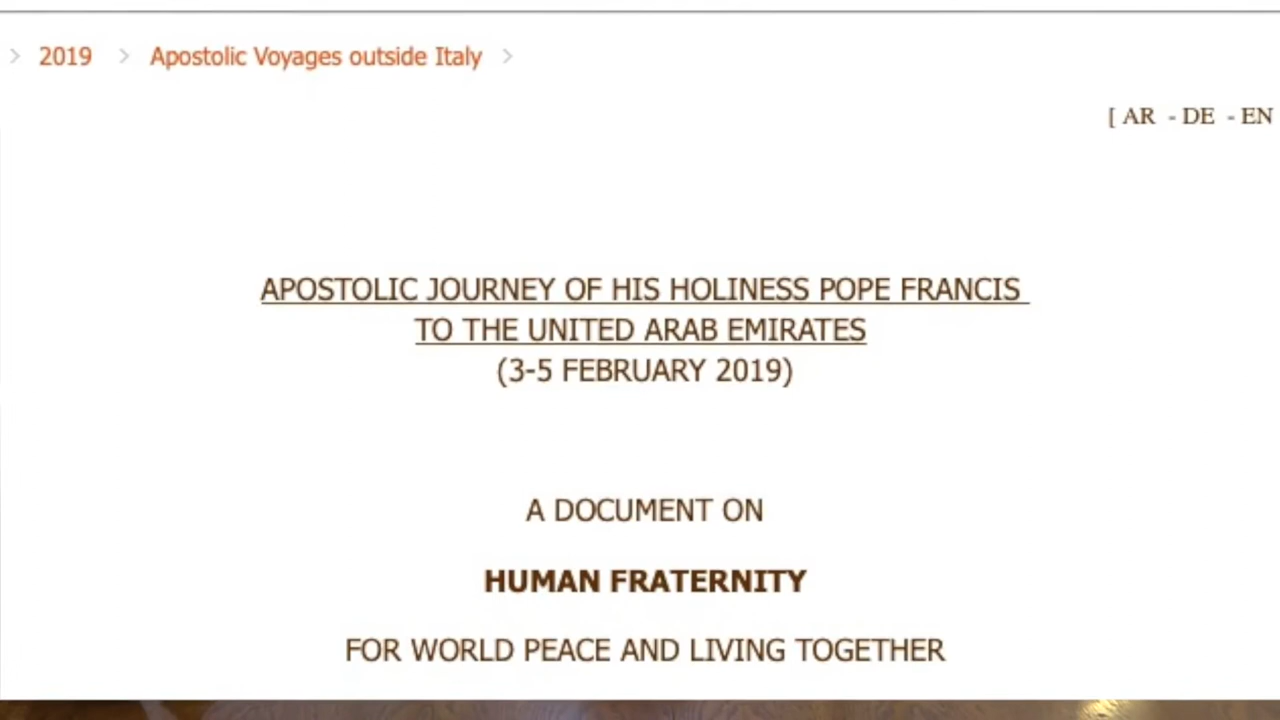 > 2019 > Apostolic Voyages outside Italy >
[ AR - DE - EN
APOSTOLIC JOURNEY OF HIS HOLINESS POPE FRANCIS
TO THE UNITED ARAB EMIRATES
(3-5 FEBRUARY 2019)
A DOCUMENT ON
HUMAN FRATERNITY
FOR WORLD PEACE AND LIVING TOGETHER